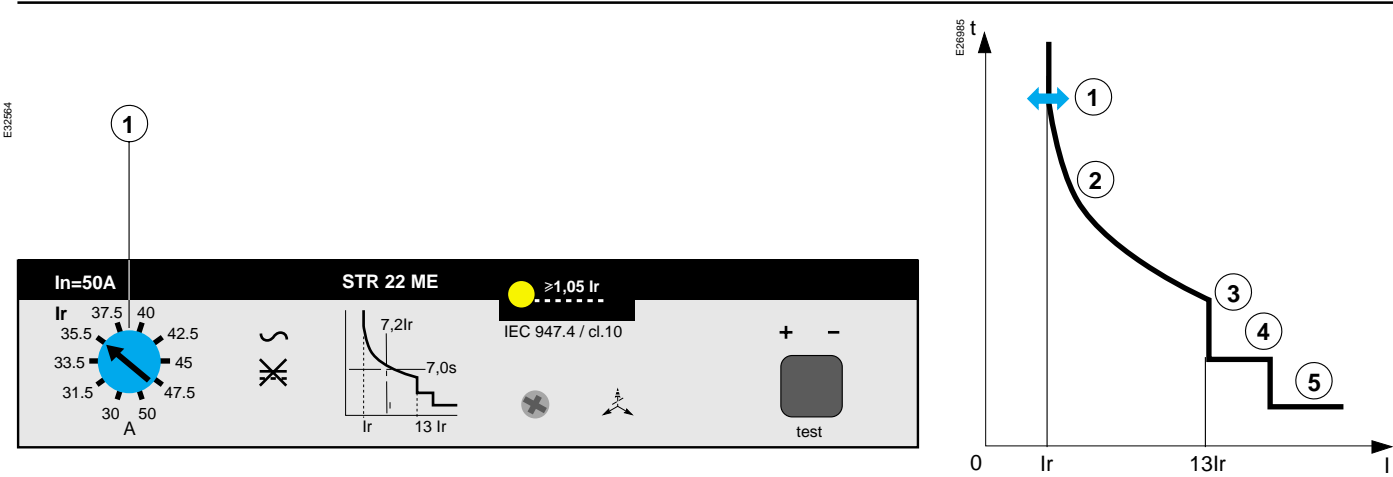 E32564
1
In=50A
STR 22 ME
≥1,05 Ir
Ir
37.5 40
35.5 42.5
33.5 45
31.5 47.5
30 50
A
7,2Ir
7,0s
I
Ir 13 Ir
IEC 947.4 / cl.10
+ −
test
E26985
t
1
2
3
4
5
0 Ir 13Ir I